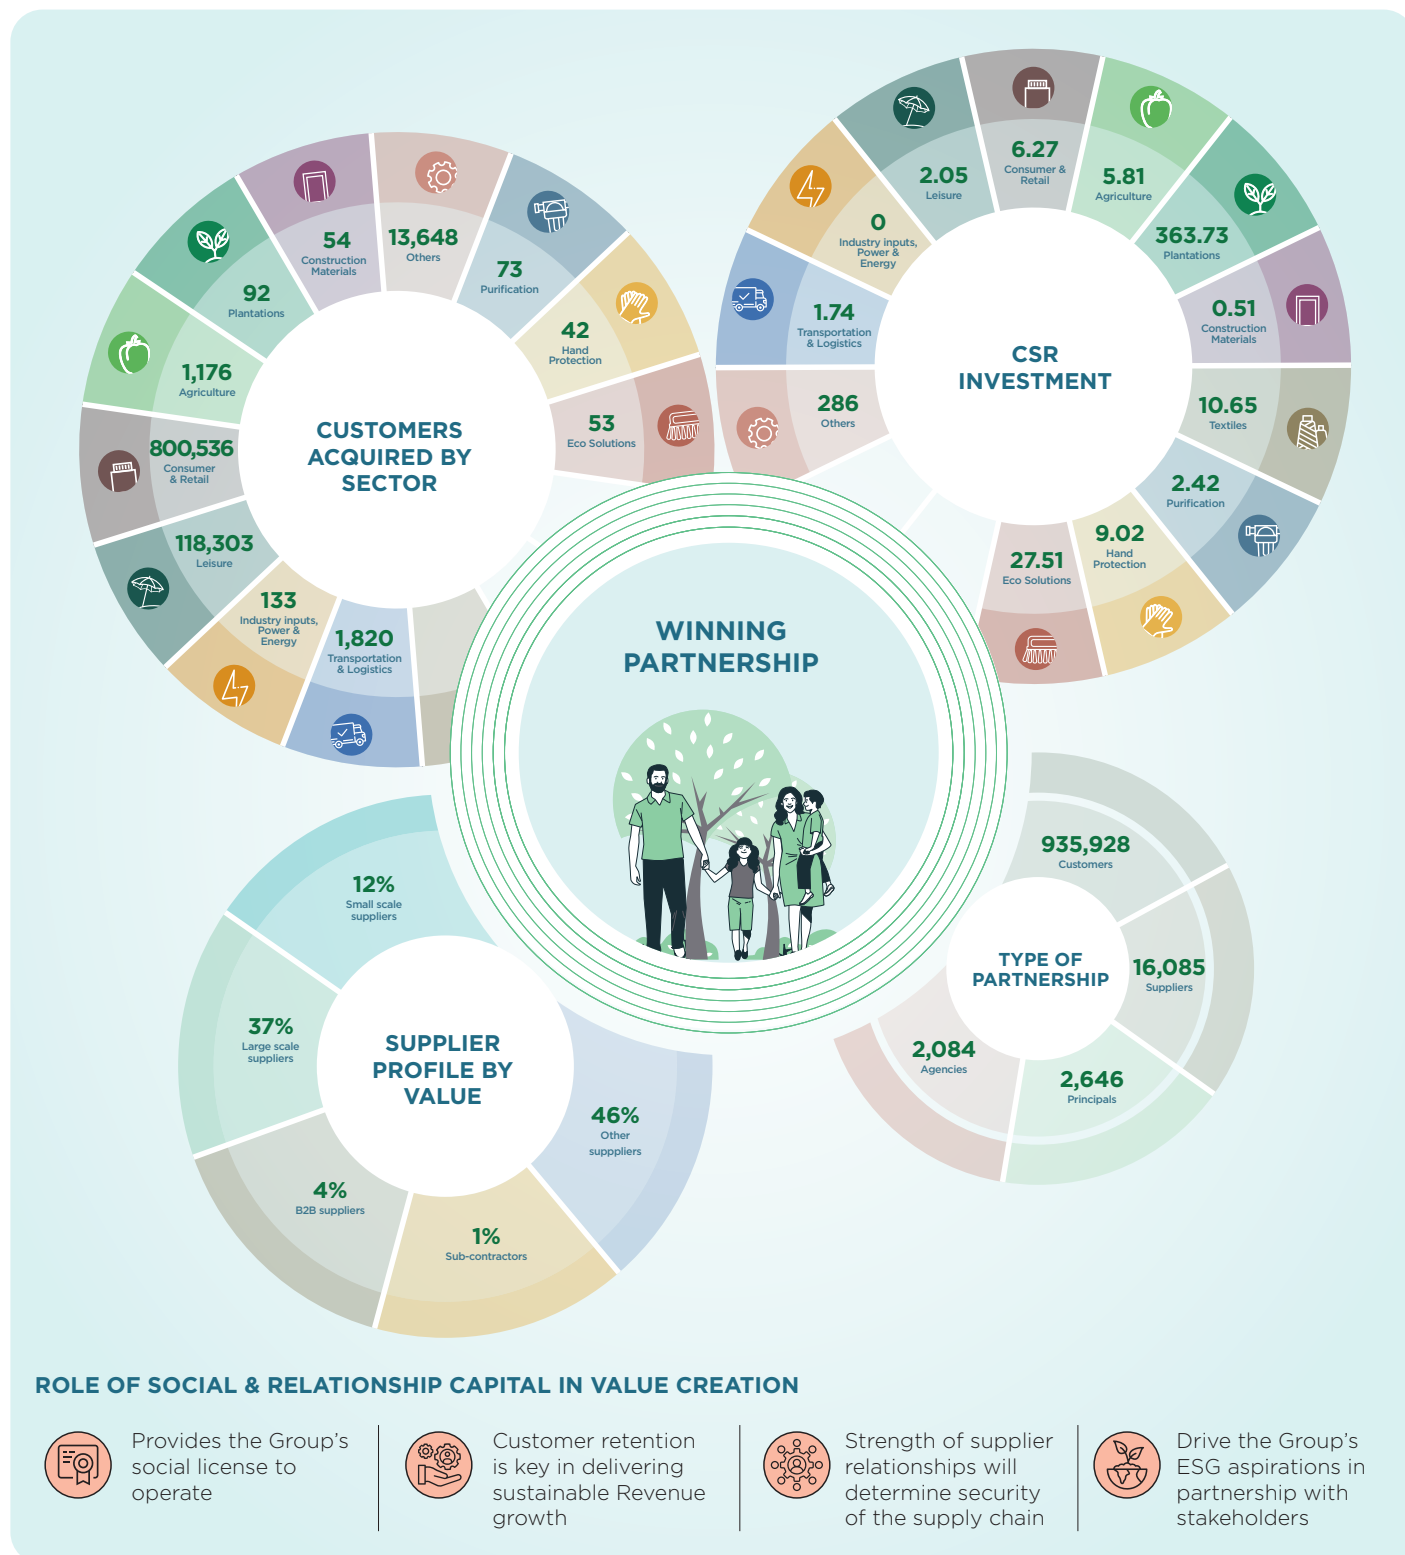 CUSTOMERS
ACQUIRED BY
SECTOR
13,648
Others
73
Purification
42
Hand
Protection
53
Eco Solutions
1,820
Transportation
& Logistics
133
Industry inputs,
Power &
Energy
118,303
Leisure
800,536
Consumer
& Retail
1,176
Agriculture
92
Plantations
54
Construction
Materials
CSR
INVESTMENT
6.27
Consumer &
Retail
5.81
Agriculture
363.73
Plantations
0.51
Construction
Materials
10.65
Textiles
2.42
Purification
9.02
Hand
Protection
27.51
Eco Solutions
286
Others
1.74
Transportation
& Logistics
0
Industry inputs,
Power &
Energy
2.05
Leisure
WINNING
PARTNERSHIP
SUPPLIER
PROFILE BY
VALUE
12%
Small scale
suppliers
37%
Large scale
suppliers
4%
B2B suppliers
1%
Sub-contractors
46%
Other
supppliers
TYPE OF
PARTNERSHIP
935,928
Customers
16,085
Suppliers
2,646
Principals
2,084
Agencies
ROLE OF SOCIAL & RELATIONSHIP CAPITAL IN VALUE CREATION
Provides the Group's
social license to
operate
Customer retention
is key in delivering
sustainable Revenue
growth
Strength of supplier
relationships will
determine security
of the supply chain
Drive the Group's
ESG aspirations in
partnership with
stakeholders